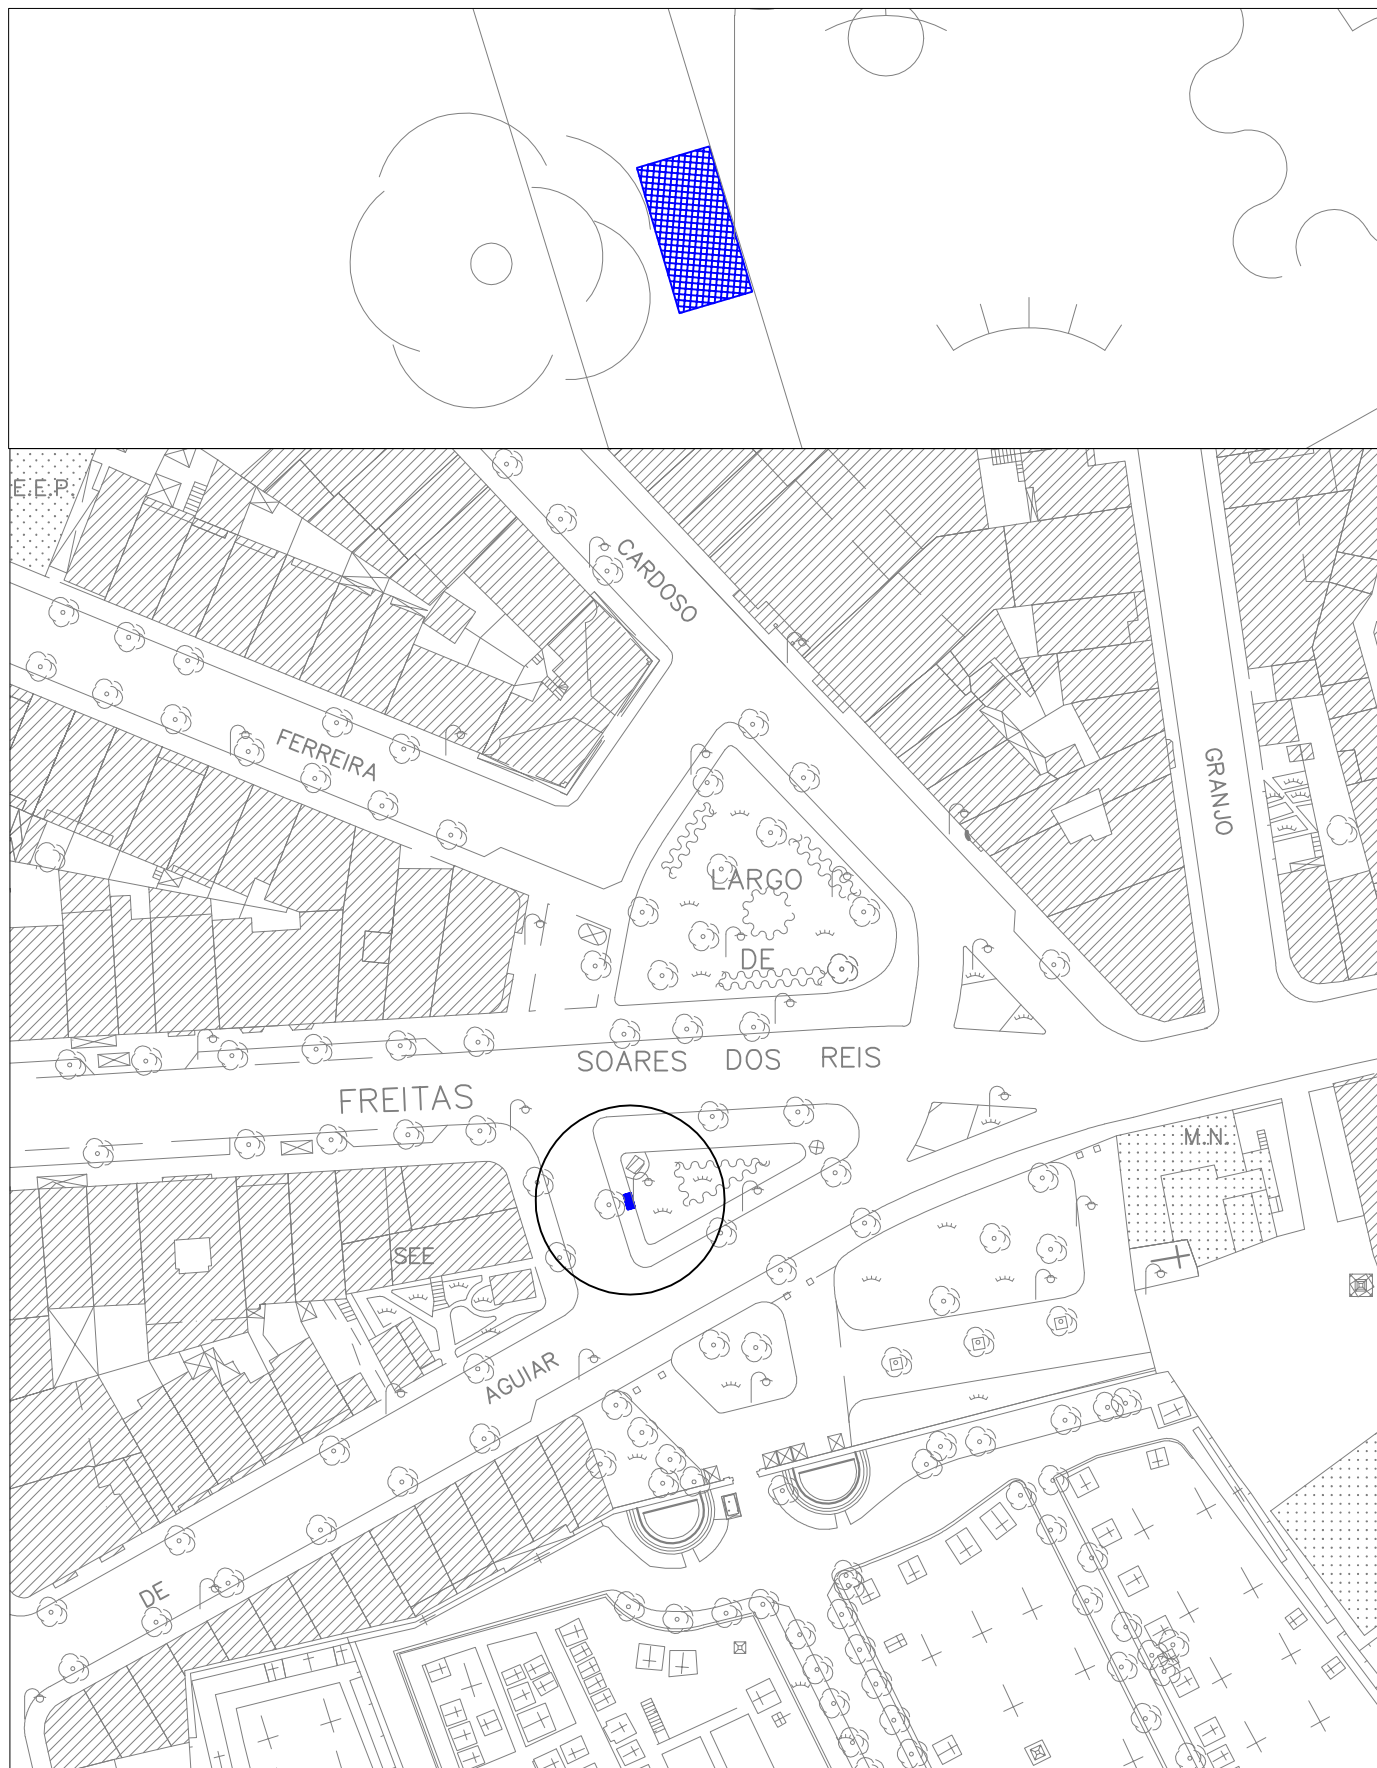 E.E.P.
CARDOSO
FERREIRA
GRANJO
LARGO
DE
SOARES DOS REIS
FREITAS
M.N.
SEE
AGUIAR
DE